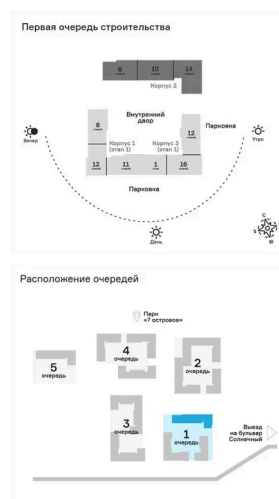 Первая очередь строительства
8 10 14
Корпус 2
Внутренний
двор
8
Парковка
12
Вечер
Утро
Корпус 1
(этап 1)
Корпус 3
(этап 1)
12 11 1 16
Парковка
День
С
Ю
Расположение очередей
Парк
«7 островов»
4
очередь
2
очередь
5
очередь
3
очередь
1
очередь
Выезд
на бульвар
Солнечный